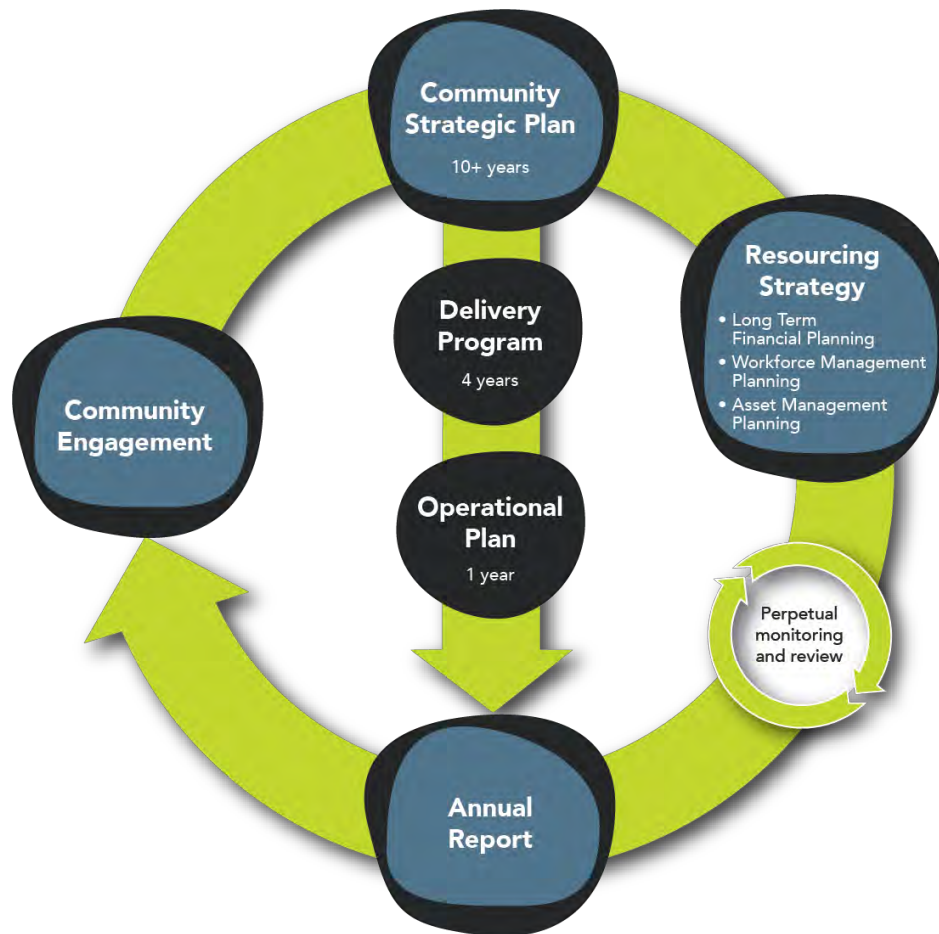 Community
Strategic Plan
10+ years
Resourcing
Strategy
• Long Term
Financial Planning
• Workforce Management
Planning
• Asset Management
Planning
Delivery
Program
4 years
Community
Engagement
Operational
Plan
1 year
Perpetual
monitoring
and review
Annual
Report